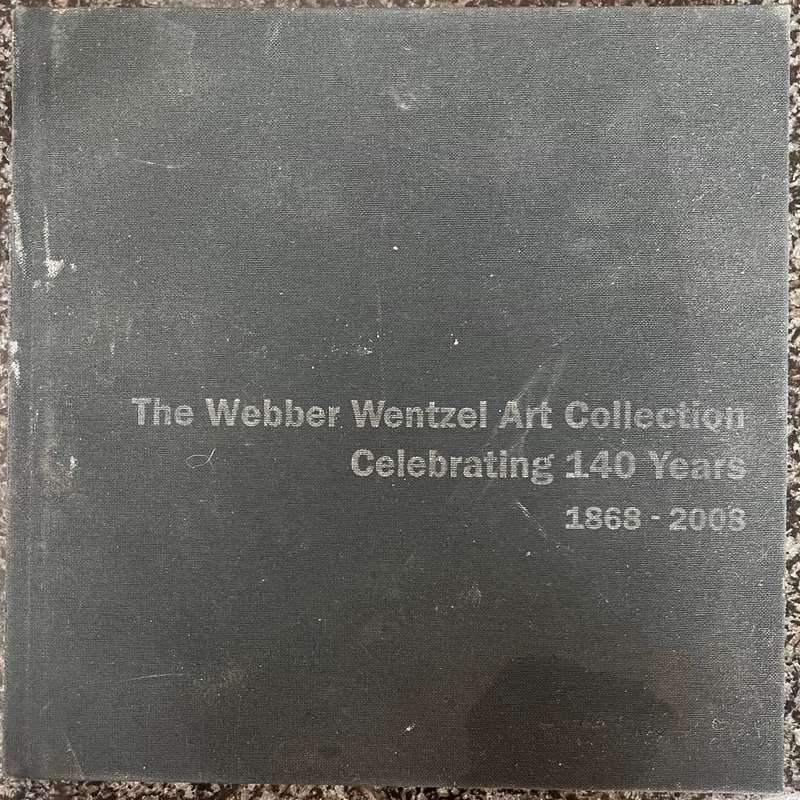 The Webber Wentzel Art Collection
Celebrating 140 Years
1868 - 2008